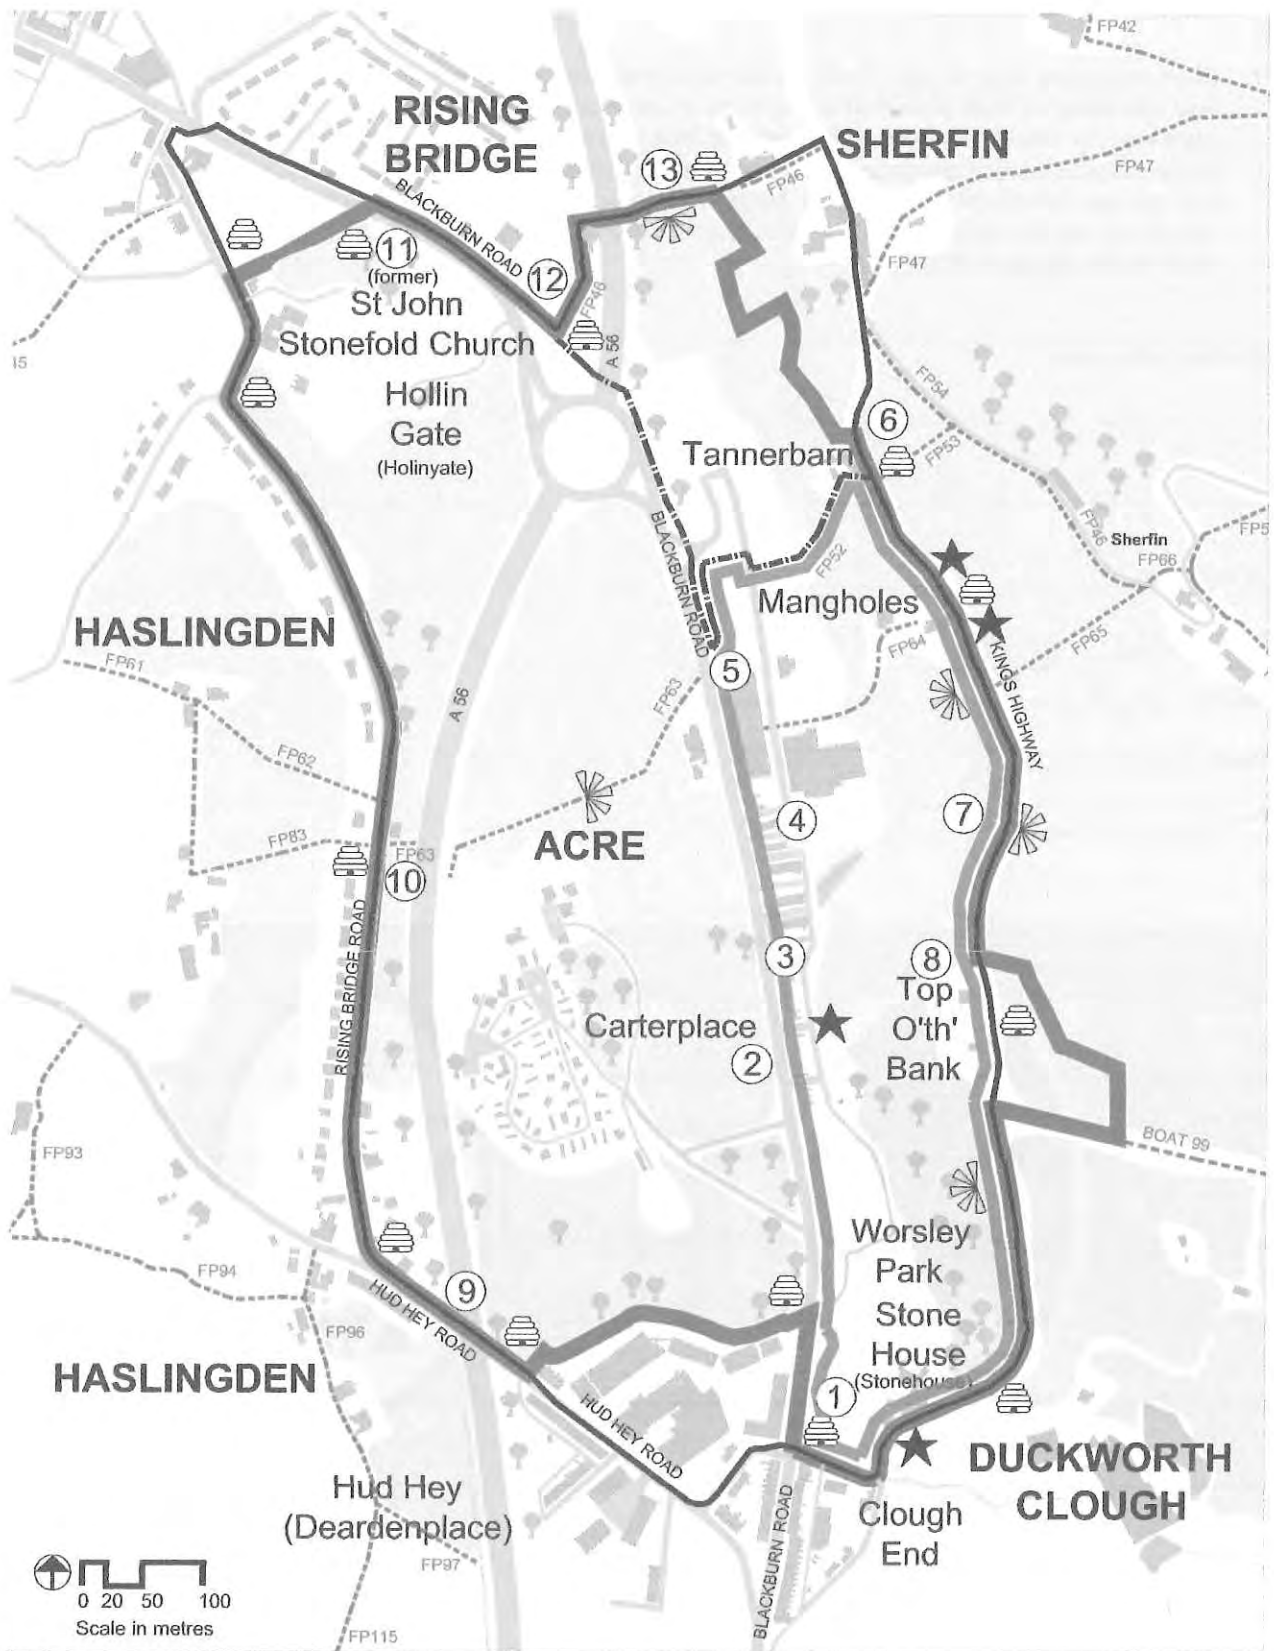 FP42
RISING
BRIDGE
SHERFIN
13
FP46
FP47
BLACKBURN ROAD
11
(former)
St John
Stonefold Church
12
FP46
FP47
A 56
Hollin
Gate
(Holinyate)
FP54
6
Tannerbarn
FP53
BLACKBURN ROAD
FP52
FP46
Sherfin
FP66
Mangholes
HASLINGDEN
FP61
FP64
FP65
KINGS HIGHWAY
5
FP63
A 56
FP62
7
4
ACRE
FP83
FP63
10
RISING BRIDGE ROAD
3
8
Top
O'th'
Bank
Carterplace
2
BOAT 99
FP93
Worsley
Park
FP94
9
HUD HEY ROAD
Stone
House
(Stonehouse)
FP96
HASLINGDEN
1
HUD HEY ROAD
DUCKWORTH
CLOUGH
Hud Hey
(Deardenplace)
Clough
End
BLACKBURN ROAD
FP97
0 20 50 100
Scale in metres
FP115